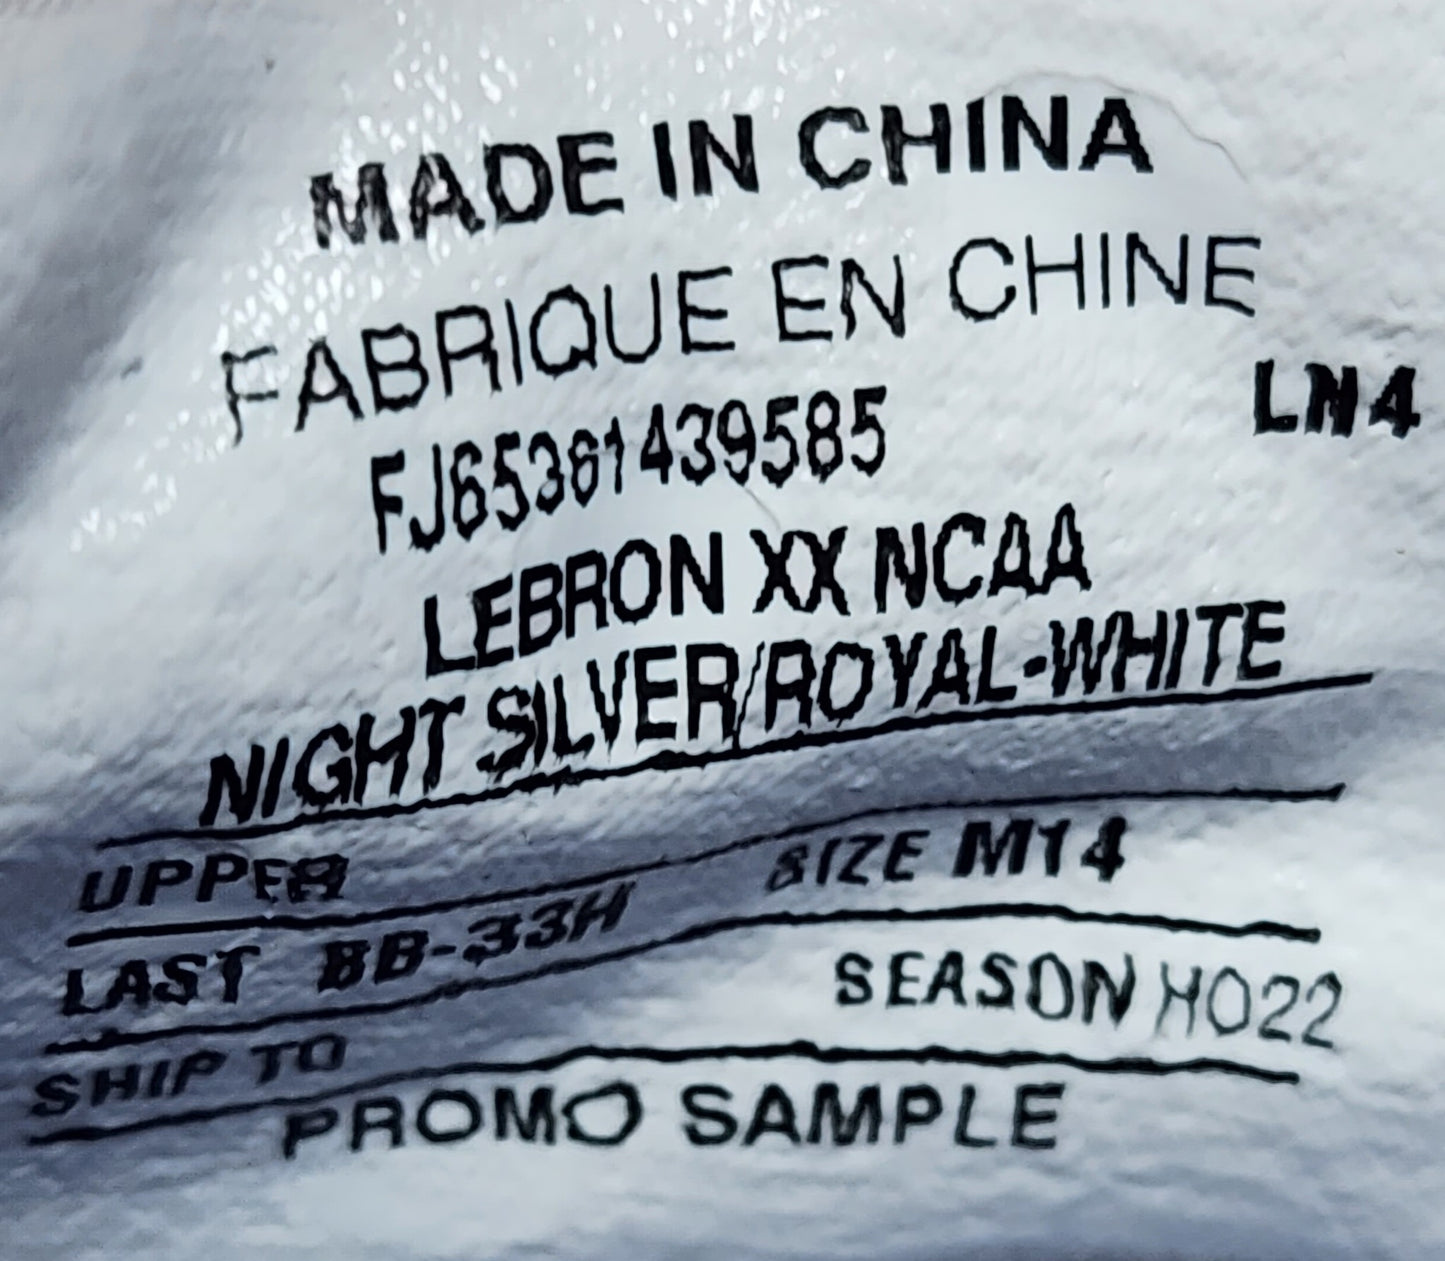 MADE IN CHINA
FABRIQUE EN CHINE
LN4
FJ65361439585
LEBRON XX NCAA
NIGHT SILVER/ROYAL-WHITE
UPPER
SIZE M14
LAST BB-33H
SEASON HO22
SHIP TO
PROMO SAMPLE